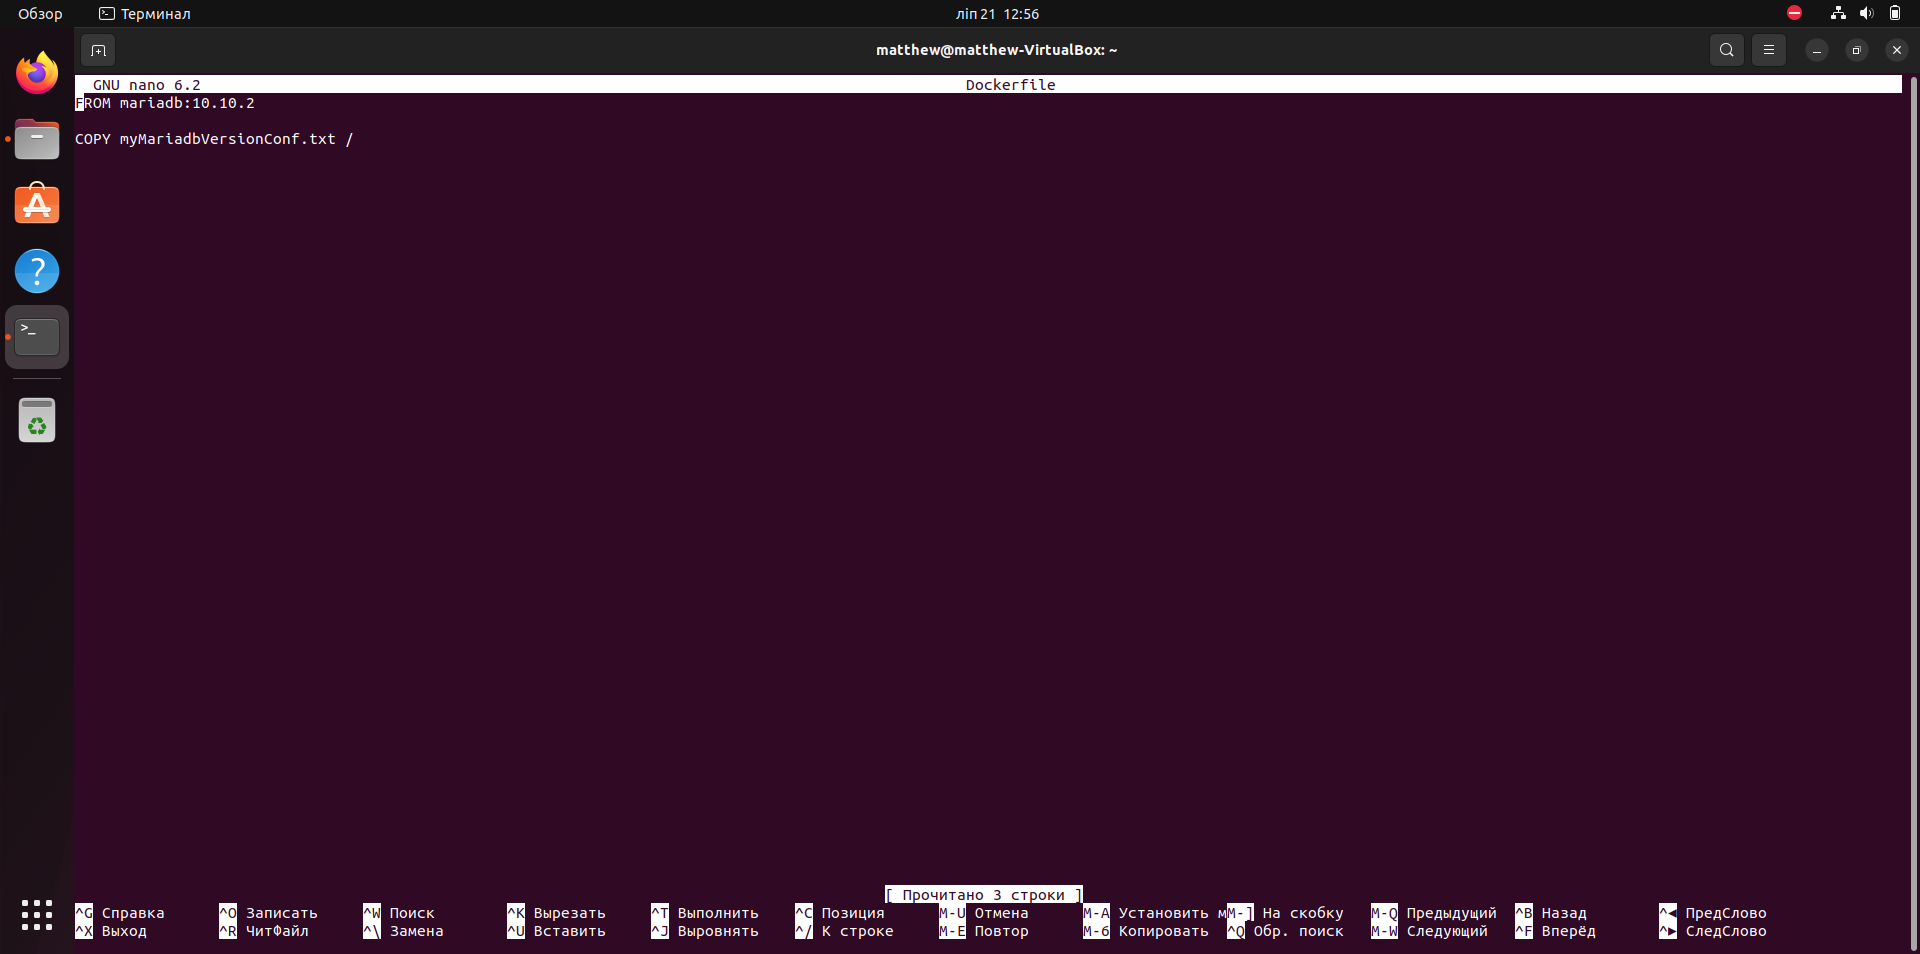 Обзор
Терминал
ліп 21 12:56
matthew@matthew-VirtualBox: ~
GNU nano 6.2 Dockerfile
FROM mariadb:10.10.2
COPY myMariadbVersionConf.txt /
[ Прочитано 3 строки ]
^G Справка ^O Записать ^W Поиск ^K Вырезать ^T Выполнить ^C Позиция M-U Отмена M-A Установить мM-] На скобку M-Q Предыдущий ^B Назад ^◀ ПредСлово
^X Выход ^R ЧитФайл ^\ Замена ^U Вставить ^J Выровнять ^/ К строке M-E Повтор M-6 Копировать ^Q Обр. поиск M-W Следующий ^F Вперёд ^▶ СледСлово